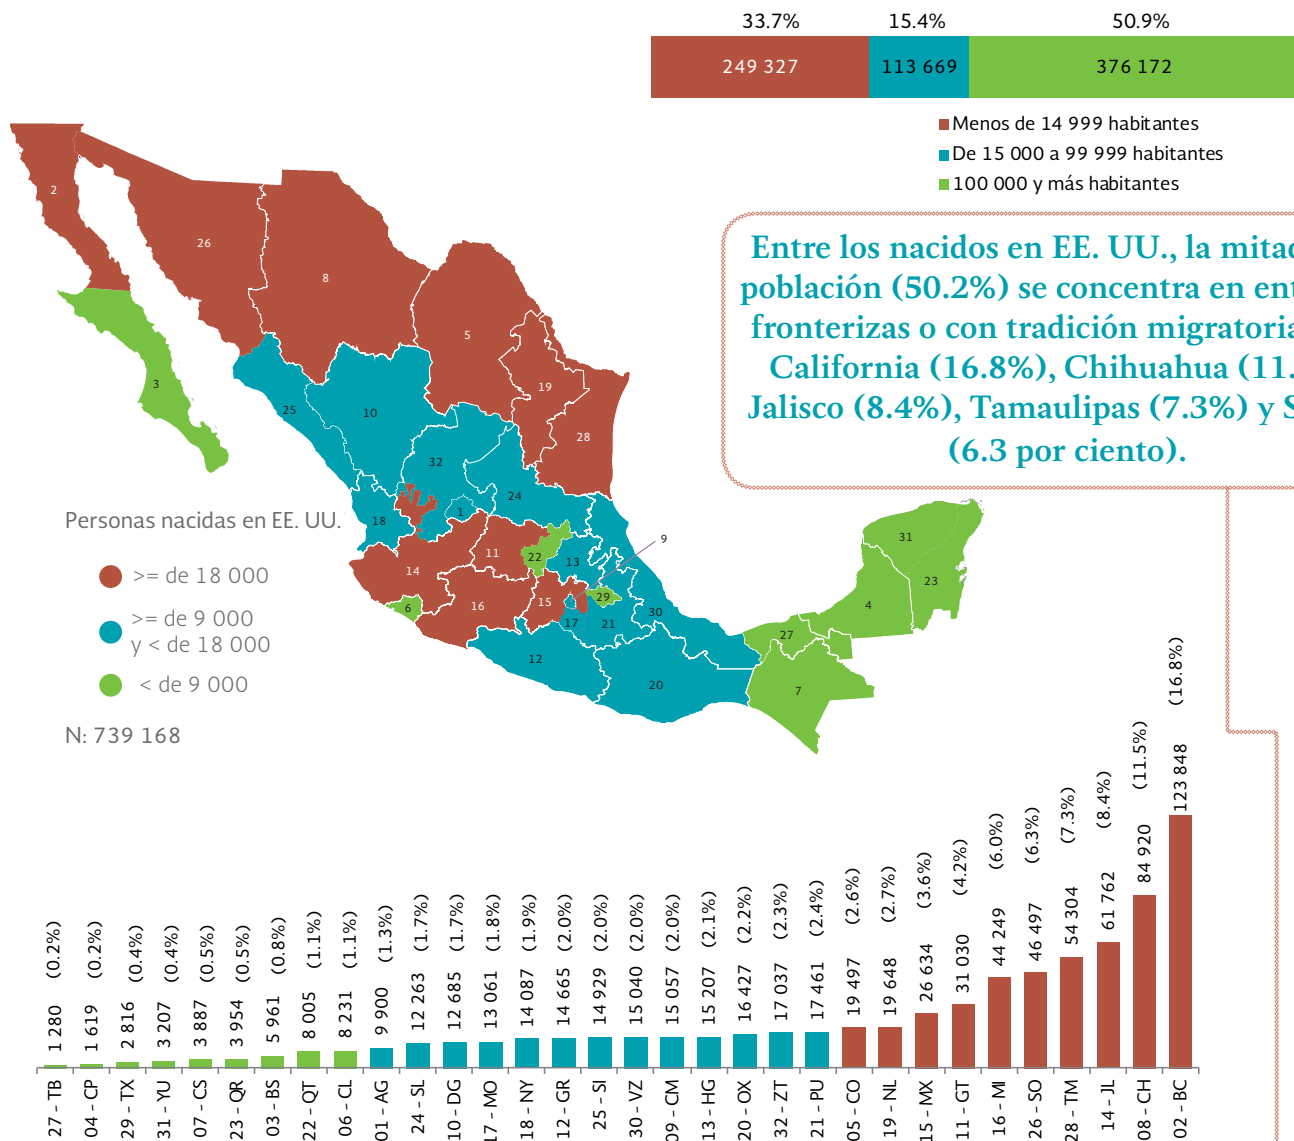 33.7% 15.4% 50.9%
249 327 113 669 376 172
Menos de 14 999 habitantes
De 15 000 a 99 999 habitantes
100 000 y más habitantes
Entre los nacidos en EE. UU., la
población (50.2%) se concentra en
fronterizas o con tradición
California (16.8%), Chihuahua
Jalisco (8.4%), Tamaulipas (7.3%) y
(6.3 por ciento).
2
26
8
5
3
19
25
10
28
32
24
18
1
9
31
11
22
13
14
23
6
16
15
29
4
17
21
30
27
12
20
7
Personas nacidas en EE. UU.
>= de 18 000
>= de 9 000
y < de 18 000
< de 9 000
N: 739 168
1 280 (0.2%)
1 619 (0.2%)
2 816 (0.4%)
3 207 (0.4%)
3 887 (0.5%)
3 954 (0.5%)
5 961 (0.8%)
8 005 (1.1%)
8 231 (1.1%)
9 900 (1.3%)
12 263 (1.7%)
12 685 (1.7%)
13 061 (1.8%)
14 087 (1.9%)
14 665 (2.0%)
14 929 (2.0%)
15 040 (2.0%)
15 057 (2.0%)
15 207 (2.1%)
16 427 (2.2%)
17 037 (2.3%)
17 461 (2.4%)
19 497 (2.6%)
19 648 (2.7%)
26 634 (3.6%)
31 030 (4.2%)
44 249 (6.0%)
46 497 (6.3%)
54 304 (7.3%)
61 762 (8.4%)
84 920 (11.5%)
123 848 (16.8%)
27 - TB
04 - CP
29 - TX
31 - YU
07 - CS
23 - QR
03 - BS
22 - QT
06 - CL
01 - AG
24 - SL
10 - DG
17 - MO
18 - NY
12 - GR
25 - SI
30 - VZ
09 - CM
13 - HG
20 - OX
32 - ZT
21 - PU
05 - CO
19 - NL
15 - MX
11 - GT
16 - MI
26 - SO
28 - TM
14 - JL
08 - CH
02 - BC